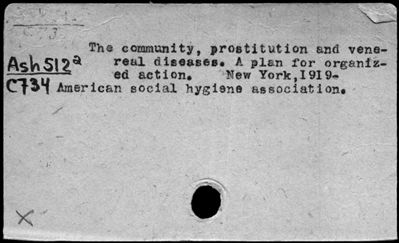 The community, prostitution and vene-
real diseases. A plan for organiz-
Ash512a
ed action. New York,1919-
C734 American social hygiene association.